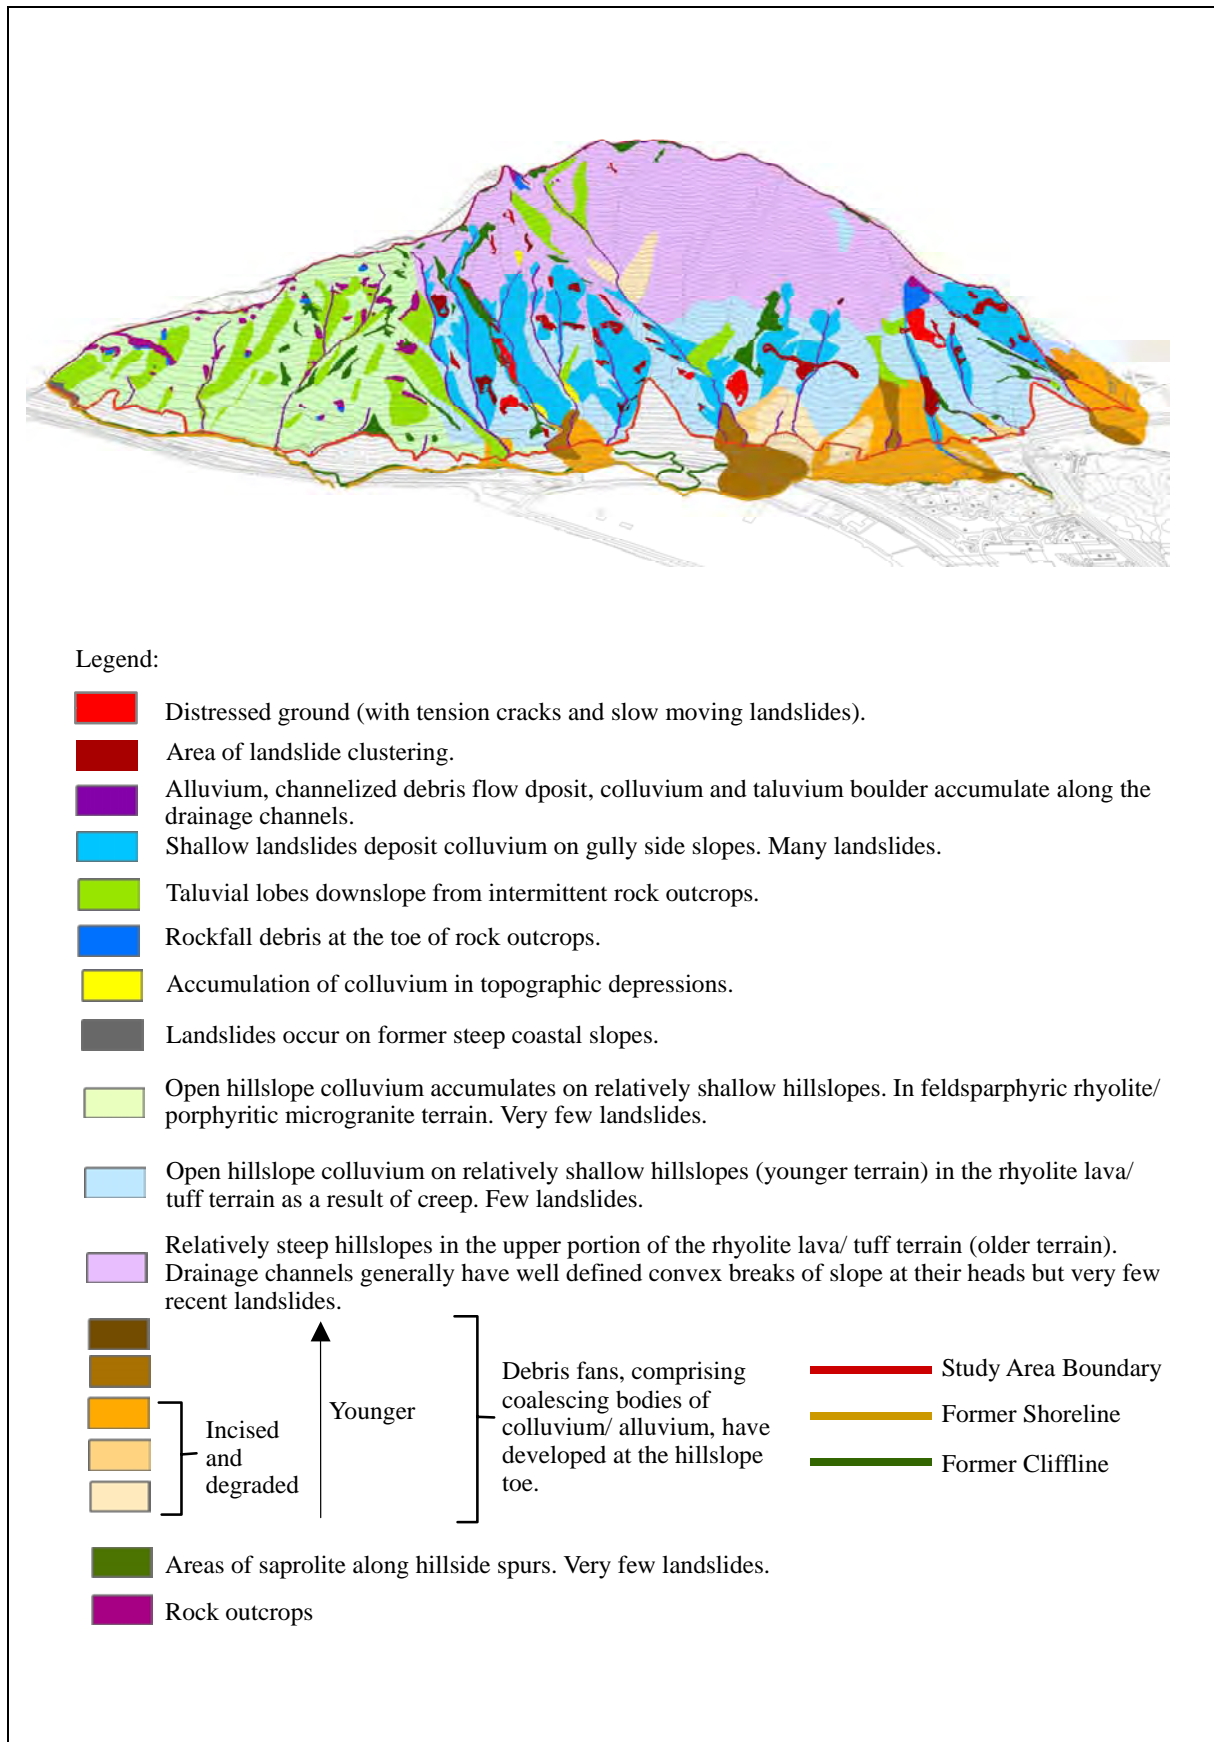 Legend:
Distressed ground (with tension cracks and slow moving landslides).
Area of landslide clustering.
Alluvium, channelized debris flow dposit, colluvium and taluvium boulder accumulate along the
drainage channels.
Shallow landslides deposit colluvium on gully side slopes. Many landslides.
Taluvial lobes downslope from intermittent rock outcrops.
Rockfall debris at the toe of rock outcrops.
Accumulation of colluvium in topographic depressions.
Landslides occur on former steep coastal slopes.
Open hillslope colluvium accumulates on relatively shallow hillslopes. In feldsparphyric rhyolite/
porphyritic microgranite terrain. Very few landslides.
Open hillslope colluvium on relatively shallow hillslopes (younger terrain) in the rhyolite lava/
tuff terrain as a result of creep. Few landslides.
Relatively steep hillslopes in the upper portion of the rhyolite lava/ tuff terrain (older terrain).
Drainage channels generally have well defined convex breaks of slope at their heads but very few
recent landslides.
Incised
and
degraded
Younger
Debris fans, comprising
coalescing bodies of
colluvium/ alluvium, have
developed at the hillslope
toe.
Study Area Boundary
Former Shoreline
Former Cliffline
Areas of saprolite along hillside spurs. Very few landslides.
Rock outcrops